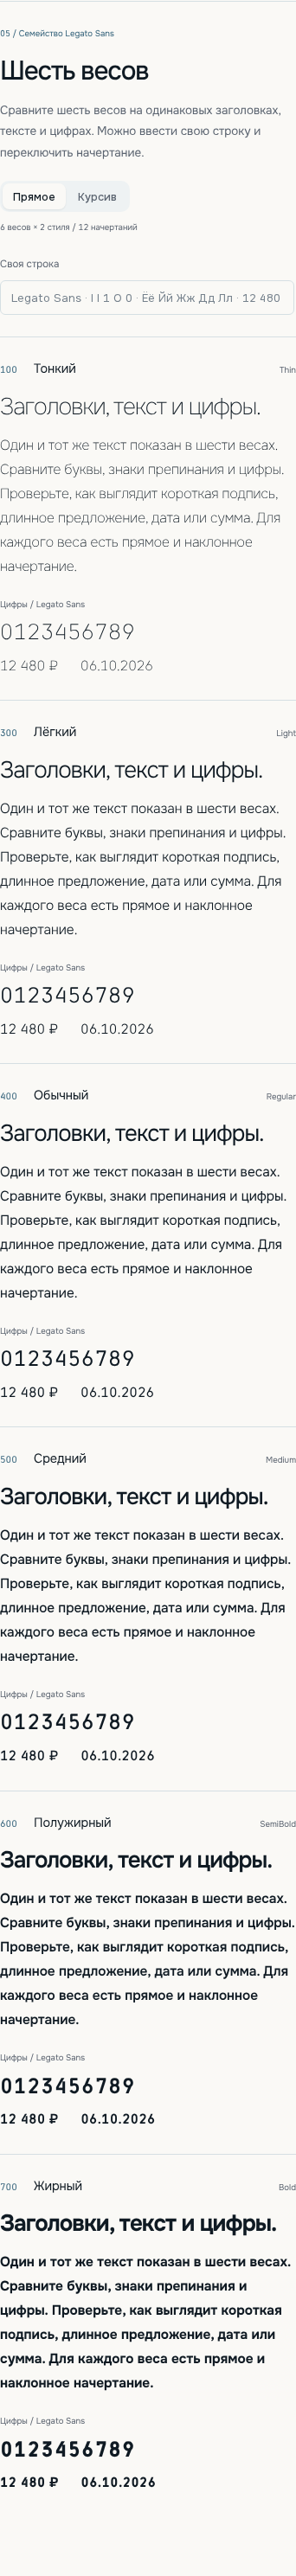 05 / Семейство Legato Sans
Шесть весов
Сравните шесть весов на одинаковых заголовках,
тексте и цифрах. Можно ввести свою строку и
переключить начертание.
Прямое Курсив
6 весов • 2 стиля / 12 начертаний
Своя строка
Legato Sans · I l 1 O 0 · Ёё Йй Жж Дд Лл · 12 480
100 Тонкий Thin
Заголовки, текст и цифры.
Один и тот же текст показан в шести весах.
Сравните буквы, знаки препинания и цифры.
Проверьте, как выглядит короткая подпись,
длинное предложение, дата или сумма. Для
каждого веса есть прямое и наклонное
начертание.
Цифры / Legato Sans
0123456789
12 480 ₽ 06.10.2026
300 Лёгкий Light
Заголовки, текст и цифры.
Один и тот же текст показан в шести весах.
Сравните буквы, знаки препинания и цифры.
Проверьте, как выглядит короткая подпись,
длинное предложение, дата или сумма. Для
каждого веса есть прямое и наклонное
начертание.
Цифры / Legato Sans
0123456789
12 480 ₽ 06.10.2026
400 Обычный Regular
Заголовки, текст и цифры.
Один и тот же текст показан в шести весах.
Сравните буквы, знаки препинания и цифры.
Проверьте, как выглядит короткая подпись,
длинное предложение, дата или сумма. Для
каждого веса есть прямое и наклонное
начертание.
Цифры / Legato Sans
0123456789
12 480 ₽ 06.10.2026
500 Средний Medium
Заголовки, текст и цифры.
Один и тот же текст показан в шести весах.
Сравните буквы, знаки препинания и цифры.
Проверьте, как выглядит короткая подпись,
длинное предложение, дата или сумма. Для
каждого веса есть прямое и наклонное
начертание.
Цифры / Legato Sans
0123456789
12 480 ₽ 06.10.2026
600 Полужирный SemiBold
Заголовки, текст и цифры.
Один и тот же текст показан в шести весах.
Сравните буквы, знаки препинания и цифры.
Проверьте, как выглядит короткая подпись,
длинное предложение, дата или сумма. Для
каждого веса есть прямое и наклонное
начертание.
Цифры / Legato Sans
0123456789
12 480 ₽ 06.10.2026
700 Жирный Bold
Заголовки, текст и цифры.
Один и тот же текст показан в шести весах.
Сравните буквы, знаки препинания и
цифры. Проверьте, как выглядит короткая
подпись, длинное предложение, дата или
сумма. Для каждого веса есть прямое и
наклонное начертание.
Цифры / Legato Sans
0123456789
12 480 ₽ 06.10.2026